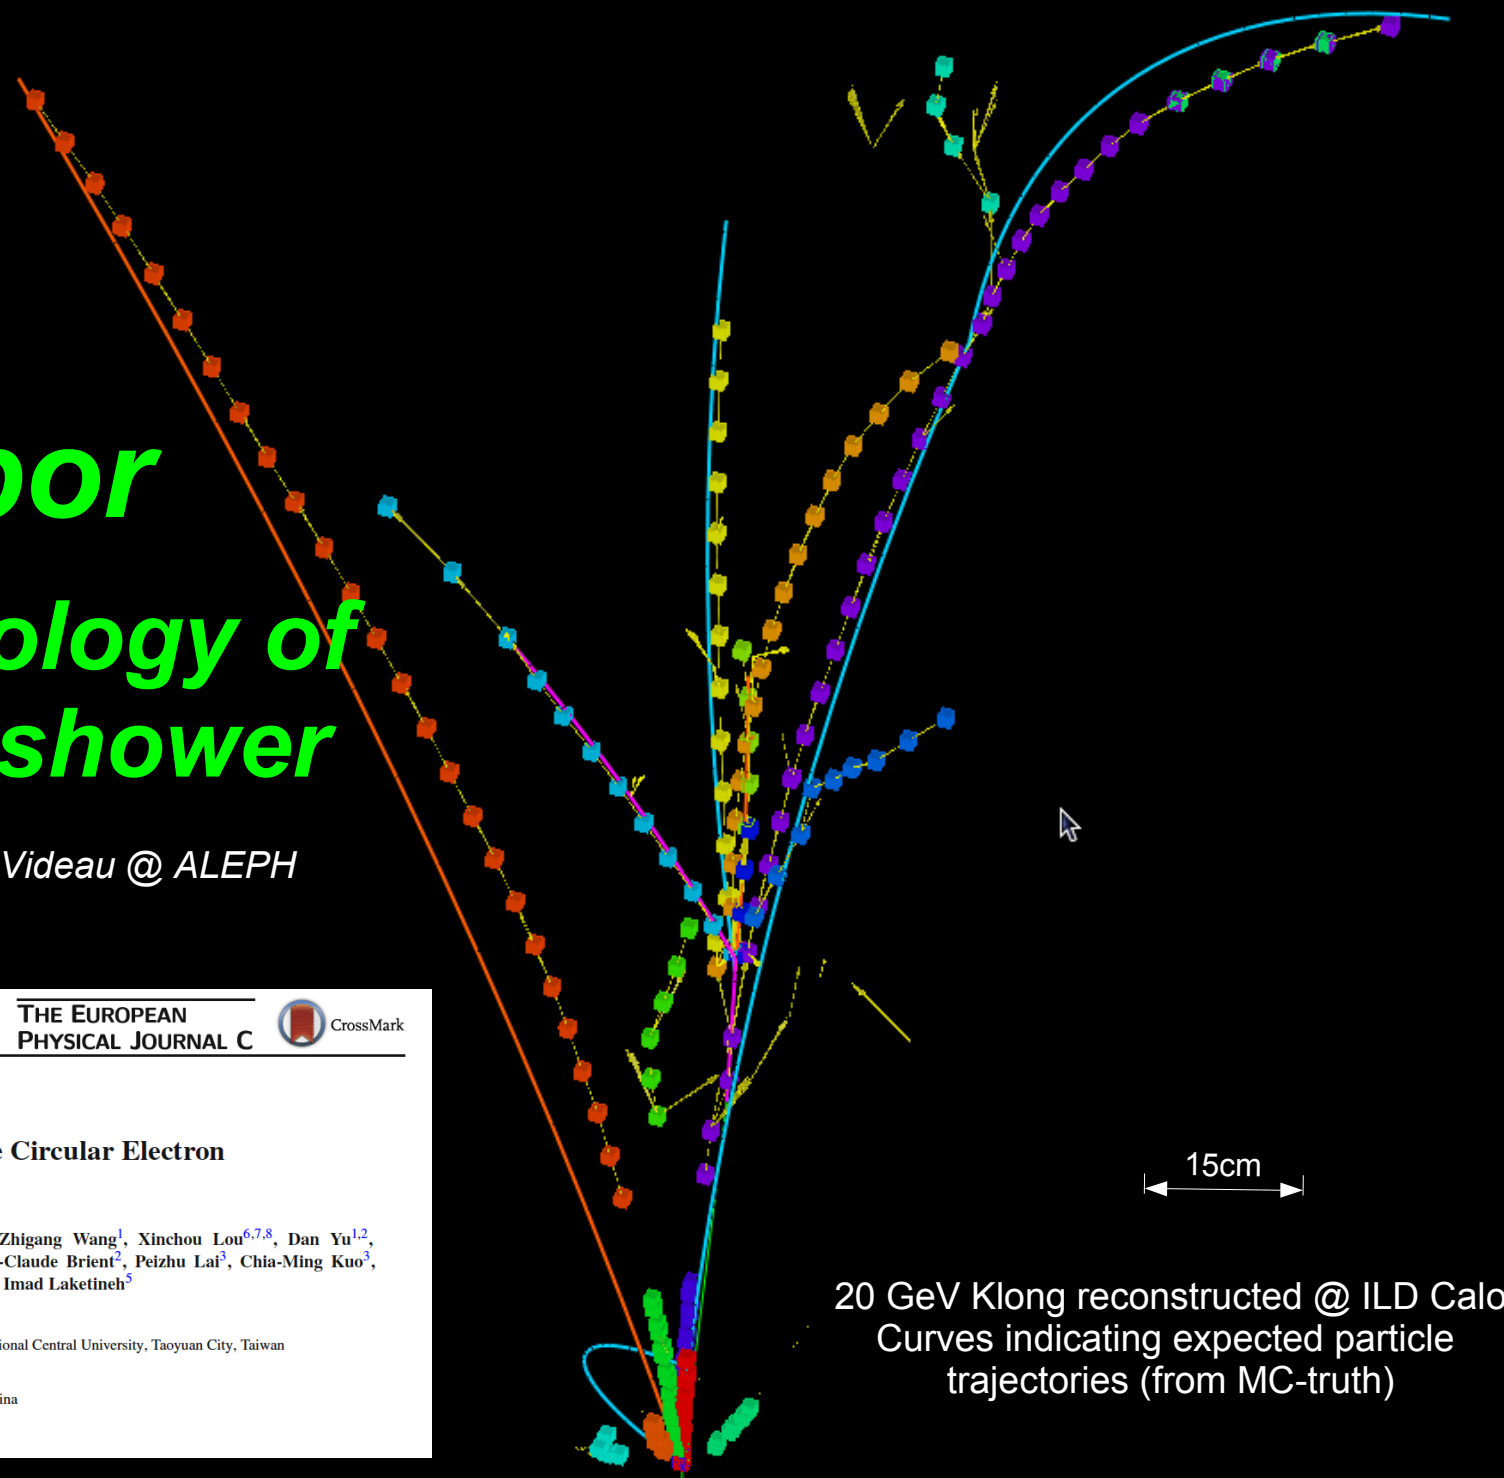 ology of
shower
Videau @ ALEPH
THE EUROPEAN
PHYSICAL JOURNAL C
CrossMark
Circular Electron
Zhigang Wang1, Xinchou Lou6,7,8, Dan Yu1,2,
-Claude Brient2, Peizhu Lai3, Chia-Ming Kuo3,
Imad Laketineh5
ional Central University, Taoyuan City, Taiwan
ina
15cm
20 GeV Klong reconstructed @ ILD Calo
Curves indicating expected particle
trajectories (from MC-truth)